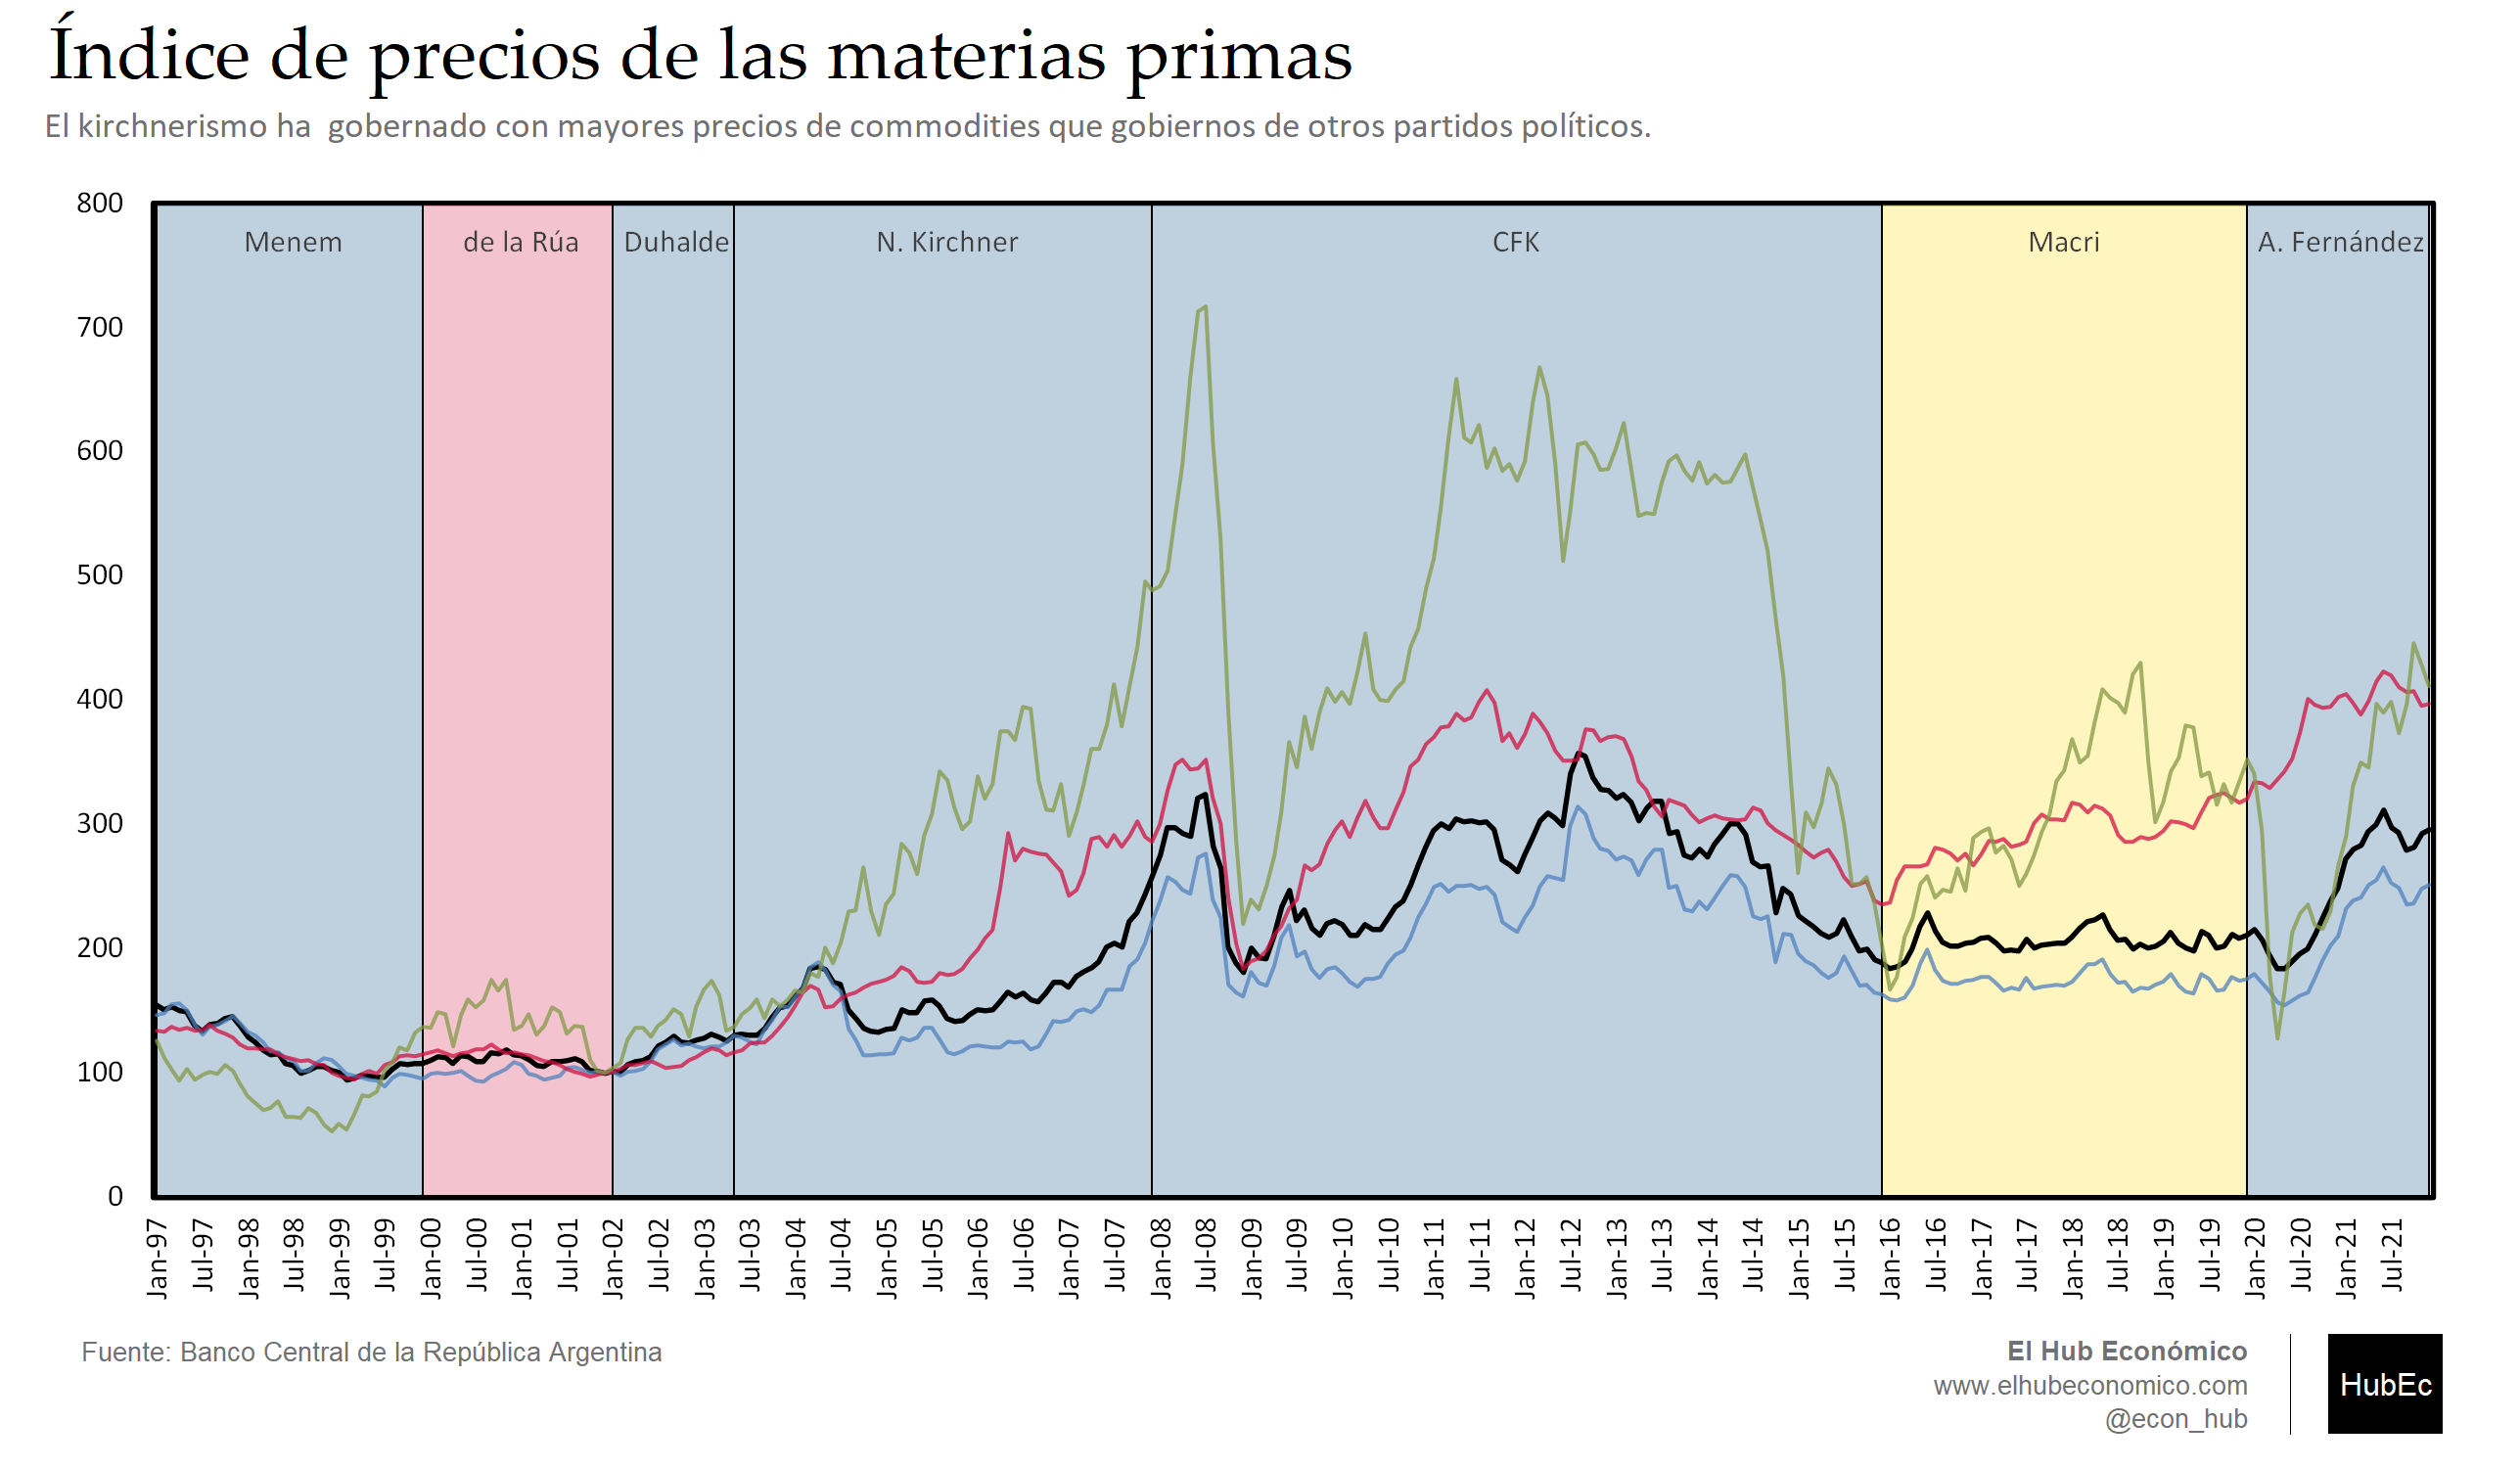 Índice de precios de las materias primas
El kirchnerismo ha  gobernado con mayores precios de commodities que gobiernos de otros partidos políticos.
800
700
600
500
400
300
200
100
0
Menem
de la Rúa
Duhalde
N. Kirchner
CFK
Macri
A. Fernández
Jan-97
Jul-97
Jan-98
Jul-98
Jan-99
Jul-99
Jan-00
Jul-00
Jan-01
Jul-01
Jan-02
Jul-02
Jan-03
Jul-03
Jan-04
Jul-04
Jan-05
Jul-05
Jan-06
Jul-06
Jan-07
Jul-07
Jan-08
Jul-08
Jan-09
Jul-09
Jan-10
Jul-10
Jan-11
Jul-11
Jan-12
Jul-12
Jan-13
Jul-13
Jan-14
Jul-14
Jan-15
Jul-15
Jan-16
Jul-16
Jan-17
Jul-17
Jan-18
Jul-18
Jan-19
Jul-19
Jan-20
Jul-20
Jan-21
Jul-21
Fuente: Banco Central de la República Argentina
El Hub Económico
www.elhubeconomico.com
@econ_hub
HubEc